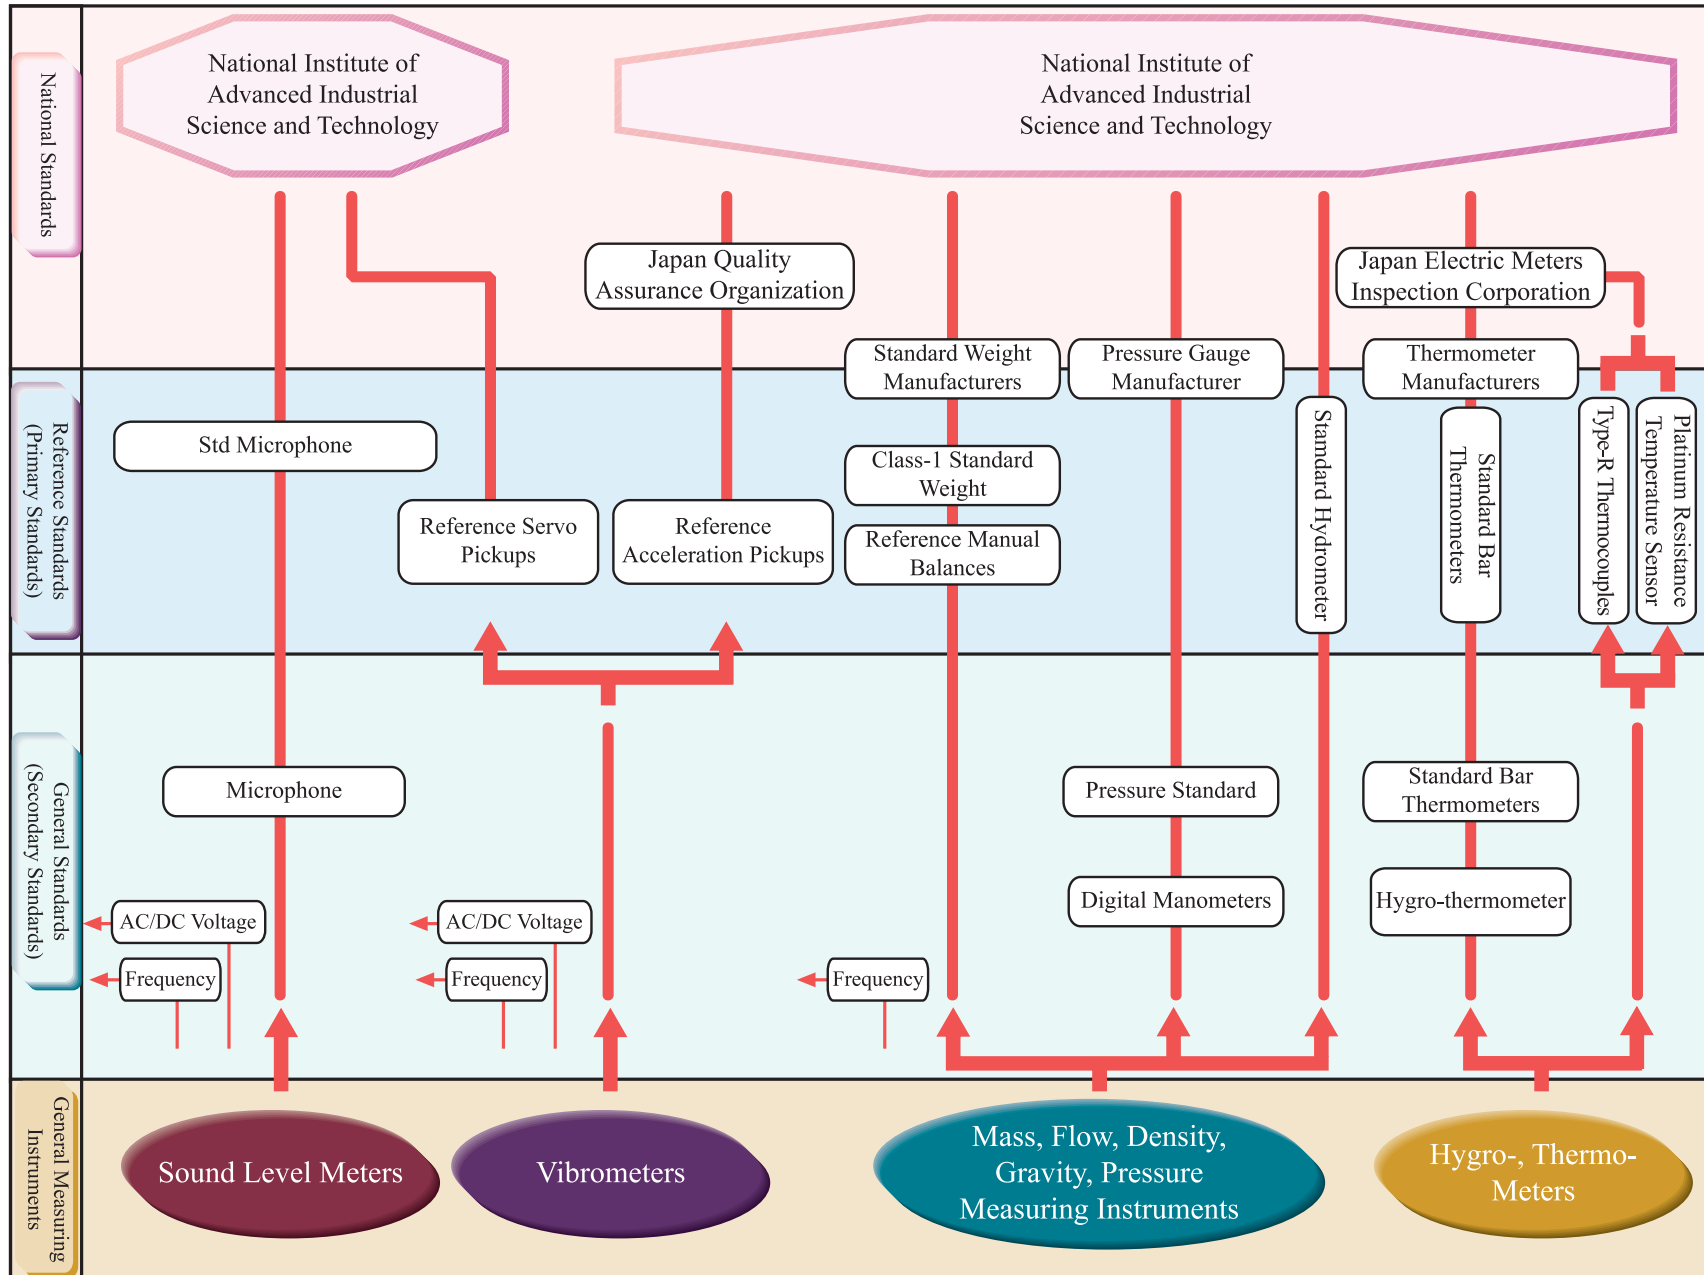 National Standards
National Institute of
Advanced Industrial
Science and Technology
National Institute of
Advanced Industrial
Science and Technology
Japan Quality
Assurance Organization
Japan Electric Meters
Inspection Corporation
Standard Weight
Manufacturers
Pressure Gauge
Manufacturer
Thermometer
Manufacturers
Reference Standards
(Primary Standards)
Std Microphone
Reference Servo
Pickups
Reference
Acceleration Pickups
Class-1 Standard
Weight
Reference Manual
Balances
Stamdard Hydrometer
Standard Bar
Thermometers
Type-R Thermocouples
Platinum Resistance
Temperature Sensor
General Standards
(Secondary Standards)
Microphone
Pressure Standard
Standard Bar
Thermometers
Digital Manometers
Hygro-thermometer
AC/DC Voltage
Frequency
AC/DC Voltage
Frequency
Frequency
General Measuring
Instruments
Sound Level Meters
Vibrometers
Mass, Flow, Density,
Gravity, Pressure
Measuring Instruments
Hygro-, Thermo-
Meters